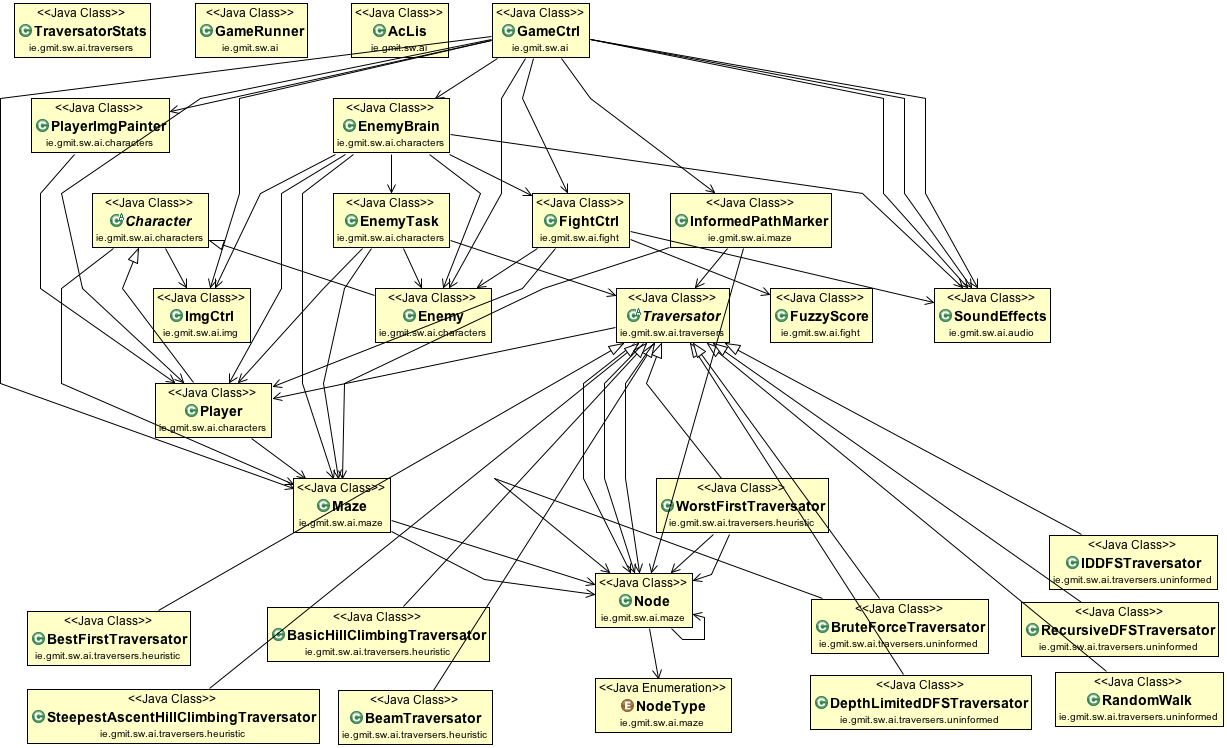 <<Java Class>>
TraversatorStats
ie.gmit.sw.ai.traversers
<<Java Class>>
GameRunner
ie.gmit.sw.ai
<<Java Class>>
AcLis
ie.gmit.sw.ai
<<Java Class>>
GameCtrl
ie.gmit.sw.ai
<<Java Class>>
PlayerImgPainter
ie.gmit.sw.ai.characters
<<Java Class>>
EnemyBrain
ie.gmit.sw.ai.characters
<<Java Class>>
Character
ie.gmit.sw.ai.characters
<<Java Class>>
EnemyTask
ie.gmit.sw.ai.characters
<<Java Class>>
FightCtrl
ie.gmit.sw.ai.fight
<<Java Class>>
InformedPathMarker
ie.gmit.sw.ai.maze
<<Java Class>>
ImgCtrl
ie.gmit.sw.ai.img
<<Java Class>>
Enemy
ie.gmit.sw.ai.characters
<<Java Class>>
Traversator
ie.gmit.sw.ai.traversers
<<Java Class>>
FuzzyScore
ie.gmit.sw.ai.fight
<<Java Class>>
SoundEffects
ie.gmit.sw.ai.audio
<<Java Class>>
Player
ie.gmit.sw.ai.characters
<<Java Class>>
Maze
ie.gmit.sw.ai.maze
<<Java Class>>
WorstFirstTraversator
ie.gmit.sw.ai.traversers.heuristic
<<Java Class>>
IDDFSTraversator
ie.gmit.sw.ai.traversers.uninformed
<<Java Class>>
Node
ie.gmit.sw.ai.maze
<<Java Class>>
BestFirstTraversator
ie.gmit.sw.ai.traversers.heuristic
<<Java Class>>
BasicHillClimbingTraversator
ie.gmit.sw.ai.traversers.heuristic
<<Java Class>>
BruteForceTraversator
ie.gmit.sw.ai.traversers.uninformed
<<Java Class>>
RecursiveDFSTraversator
ie.gmit.sw.ai.traversers.uninformed
<<Java Class>>
SteepestAscentHillClimbingTraversator
ie.gmit.sw.ai.traversers.heuristic
<<Java Class>>
BeamTraversator
ie.gmit.sw.ai.traversers.heuristic
<<Java Enumeration>>
NodeType
ie.gmit.sw.ai.maze
<<Java Class>>
DepthLimitedDFSTraversator
ie.gmit.sw.ai.traversers.uninformed
<<Java Class>>
RandomWalk
ie.gmit.sw.ai.traversers.uninformed